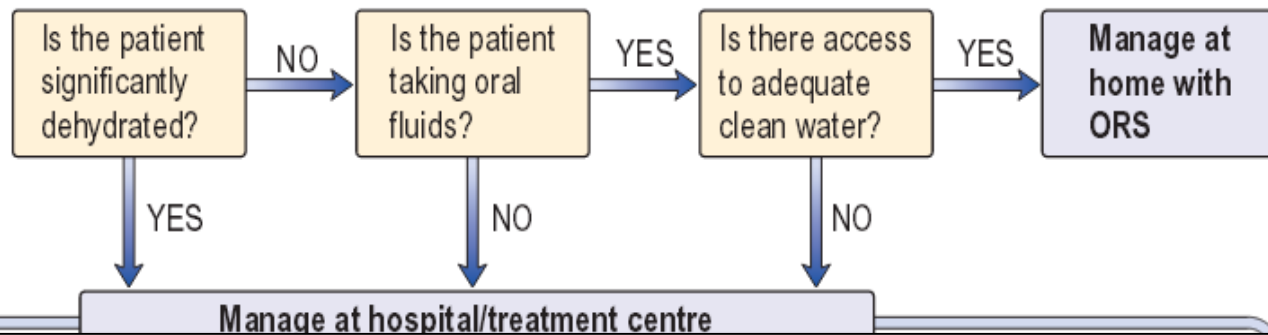 Is the patient
significantly
dehydrated?
NO
Is the patient
taking oral
fluids?
YES
Is there access
to adequate
clean water?
YES
Manage at
home with
ORS
YES
NO
NO
Manage at hospital/treatment centre